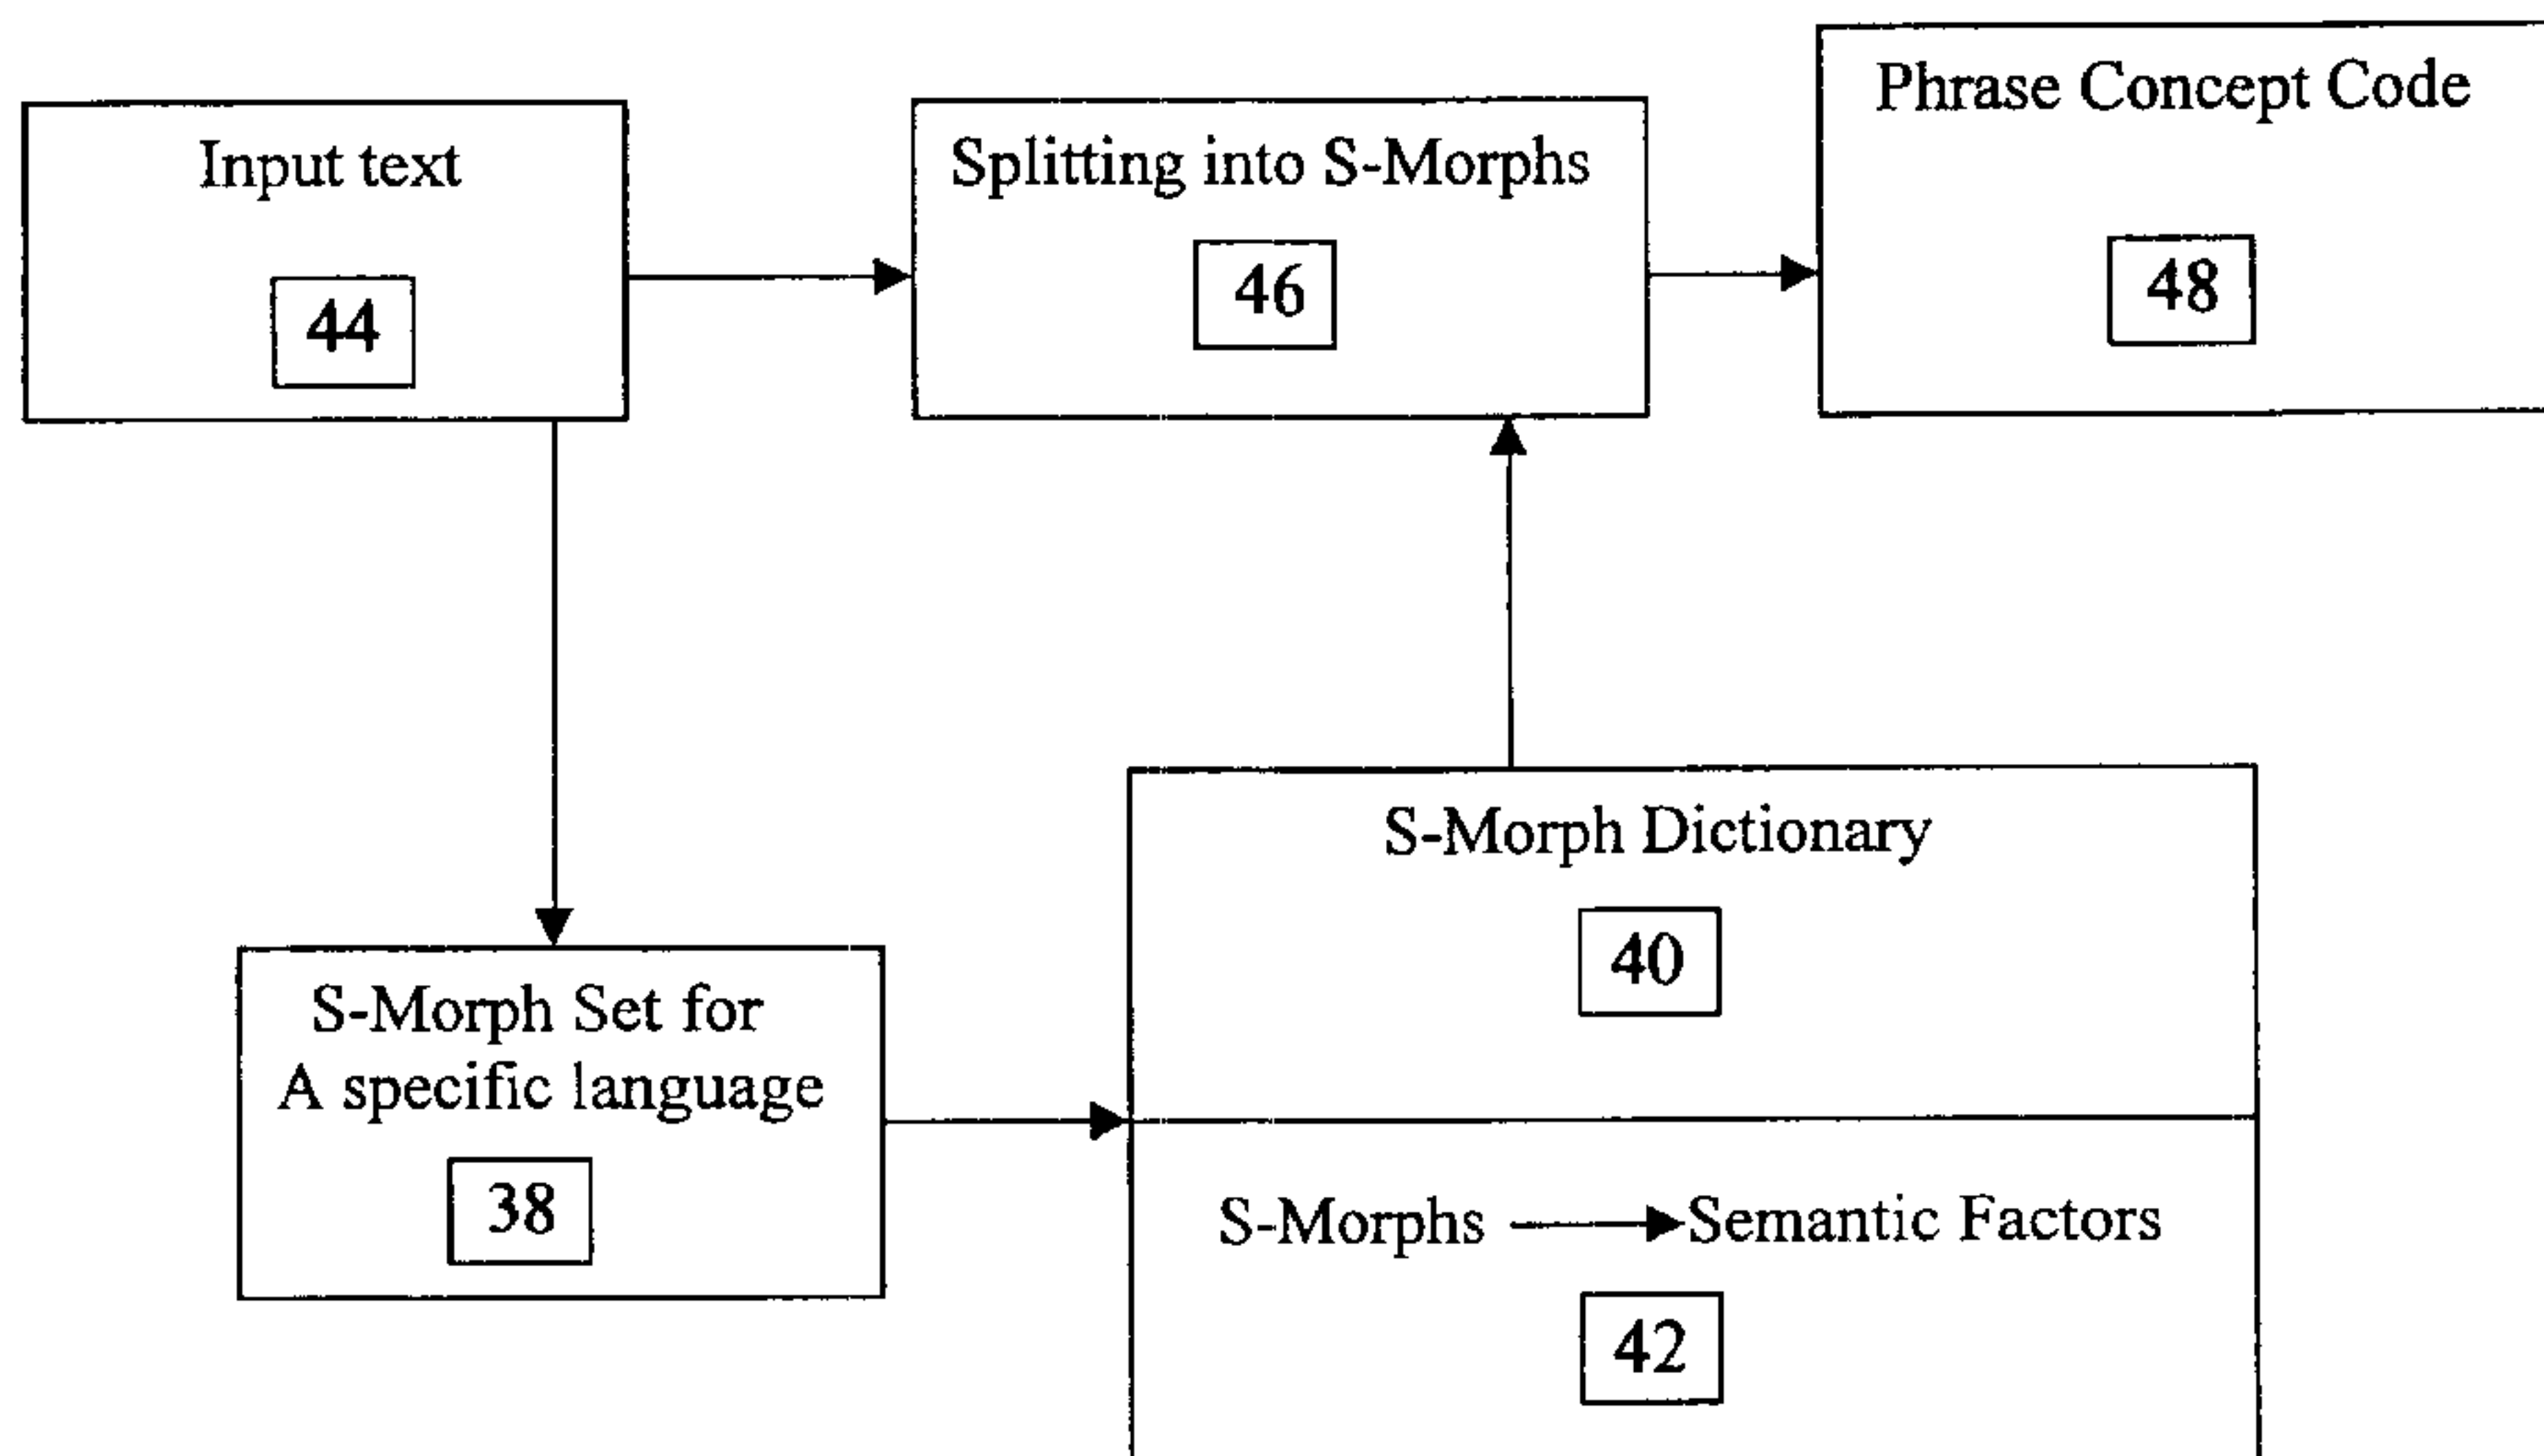 Input text
44
Splitting into S-Morphs
46
Phrase Concept Code
48
S-Morph Set for
A specific language
38
S-Morph Dictionary
40
S-Morphs Semantic Factors
42